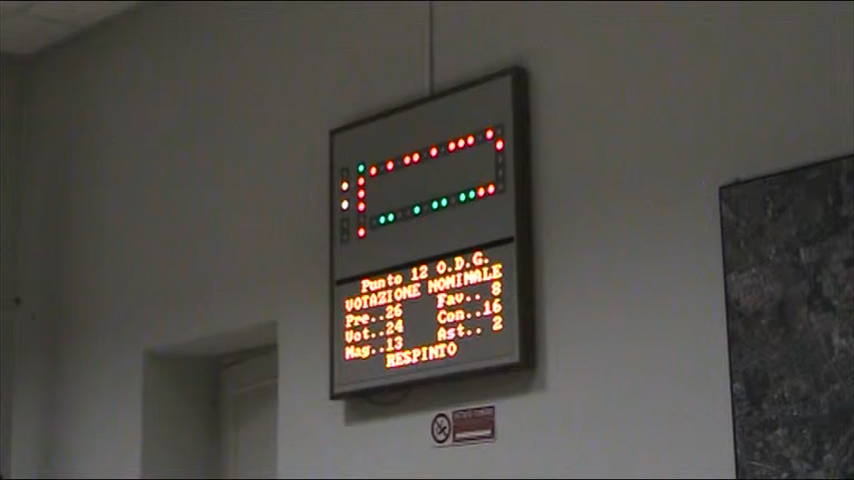 Punto 12 O.D.G.
VOTAZIONE NOMINALE
Pre..26 Fav.. 8
Vot..24 Con..16
Mag..13 Ast.. 2
RESPINTO